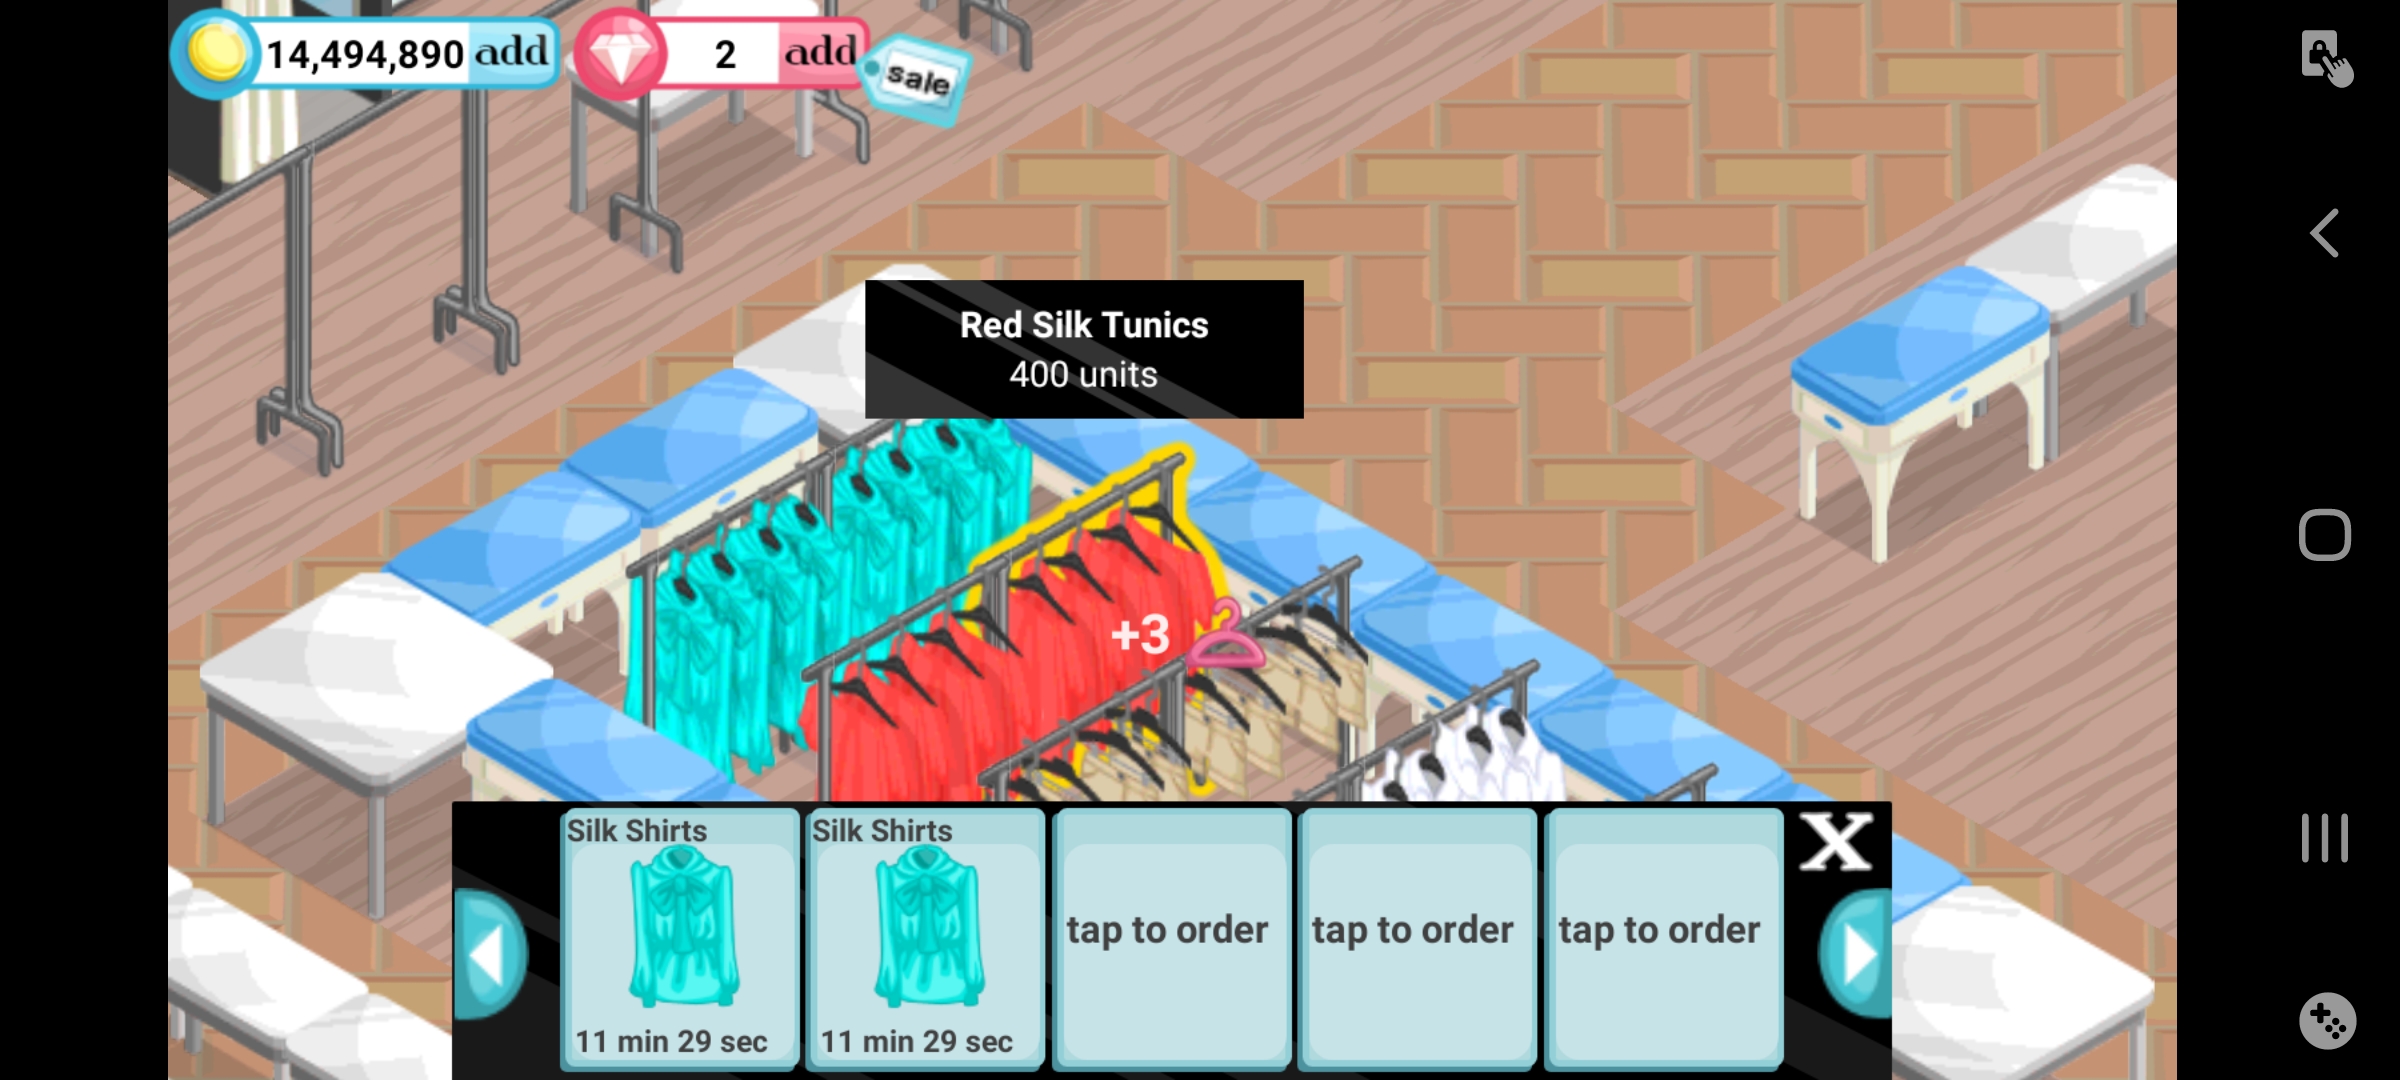 14,494,890 add
2 add
sale
Red Silk Tunics
400 units
+3
Silk Shirts
11 min 29 sec
Silk Shirts
11 min 29 sec
tap to order
tap to order
tap to order
X